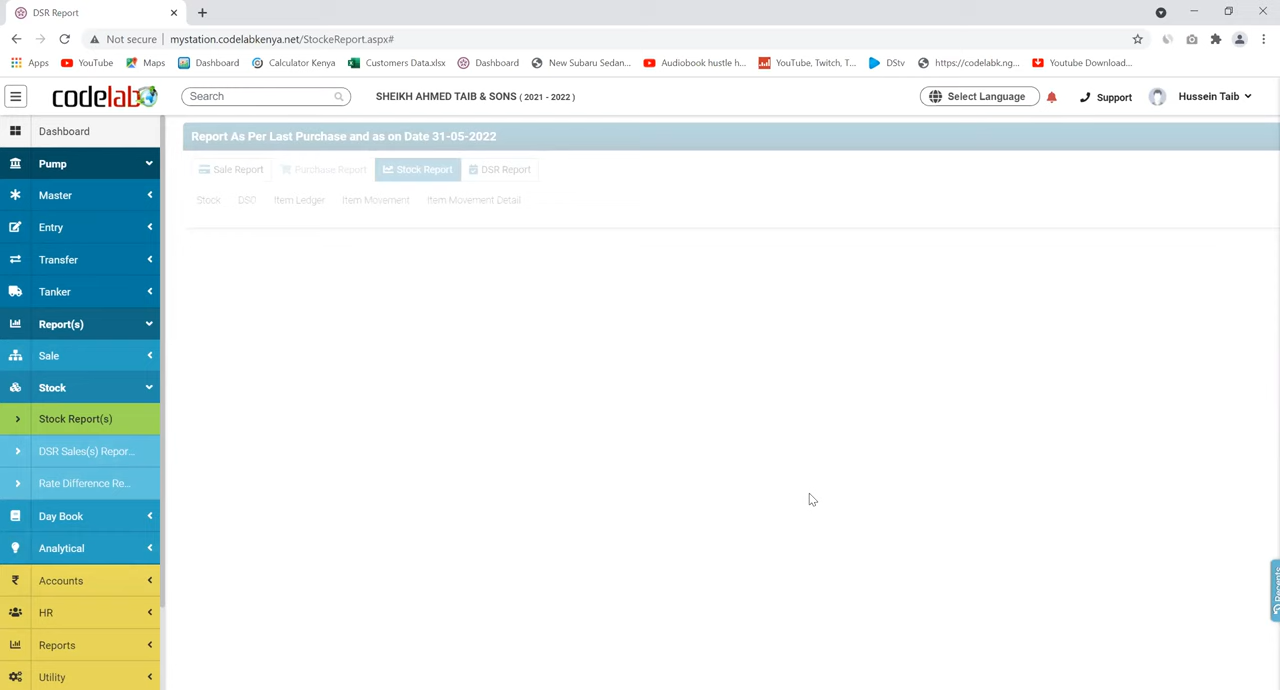 DSR Report
Not secure
mystation.codelabkenya.net/StockeReport.aspx#
Apps
YouTube
Maps
Dashboard
Calculator Kenya
Customers Data.xlsx
Dashboard
New Subaru Sedan...
Audiobook hustle h...
YouTube, Twitch, T...
DStv
https://codelabk.ng...
Youtube Download...
codelab
Search
SHEIKH AHMED TAIB & SONS ( 2021 - 2022 )
Select Language
Support
Hussein Taib
Dashboard
Pump
Master
Entry
Transfer
Tanker
Report(s)
Sale
Stock
Stock Report(s)
DSR Sales(s) Repor...
Rate Difference Re...
Day Book
Analytical
Accounts
HR
Reports
Utility
Report As Per Last Purchase and as on Date 31-05-2022
Sale Report
Purchase Report
Stock Report
DSR Report
Stock
DSO
Item Ledger
Item Movement
Item Movement Detail
Recents